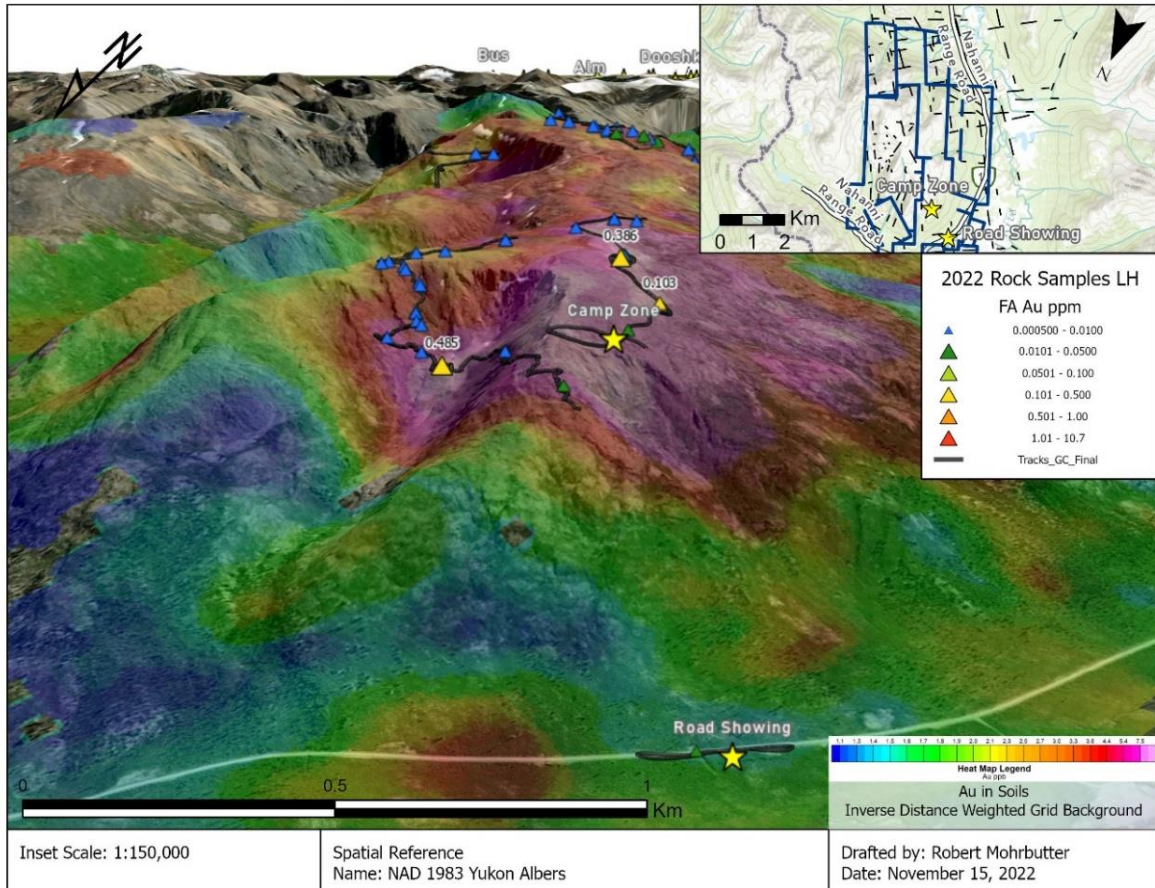 N
Bus
Alm
Dooshk
Nahanni
Range Road
N
Camp Zone
Nahanni
Range Road
Road Showing
Km
0 1 2
2022 Rock Samples LH
FA Au ppm
0.000500 - 0.0100
0.0101 - 0.0500
0.0501 - 0.100
0.101 - 0.500
0.501 - 1.00
1.01 - 10.7
Tracks_GC_Final
0.386
0.103
Camp Zone
0.485
Road Showing
0 0.5 1
Km
Heat Map Legend
Au ppb
Au in Soils
Inverse Distance Weighted Grid Background
Inset Scale: 1:150,000
Spatial Reference
Name: NAD 1983 Yukon Albers
Drafted by: Robert Mohrbutter
Date: November 15, 2022